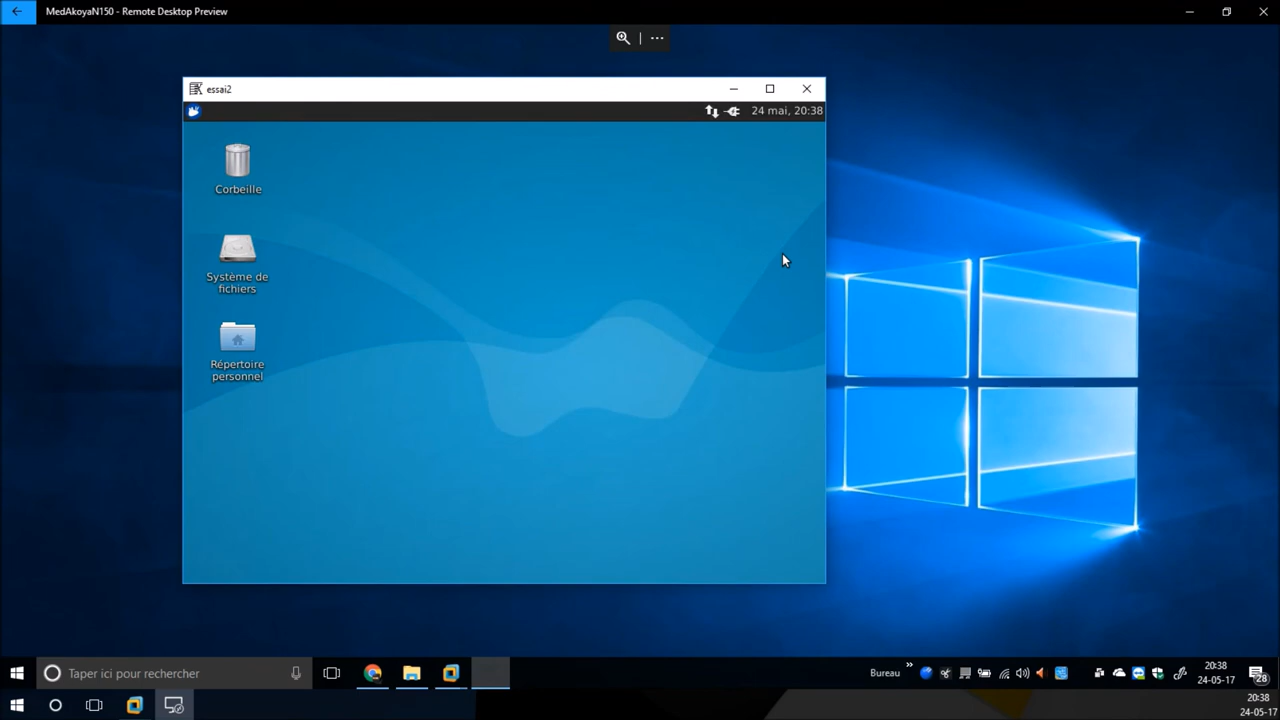 MedAkoyaN150 - Remote Desktop Preview
essai2
24 mai, 20:38
Corbeille
Système de
fichiers
Répertoire
personnel
Taper ici pour rechercher
Bureau
20:38
24-05-17
28
20:38
24-05-17